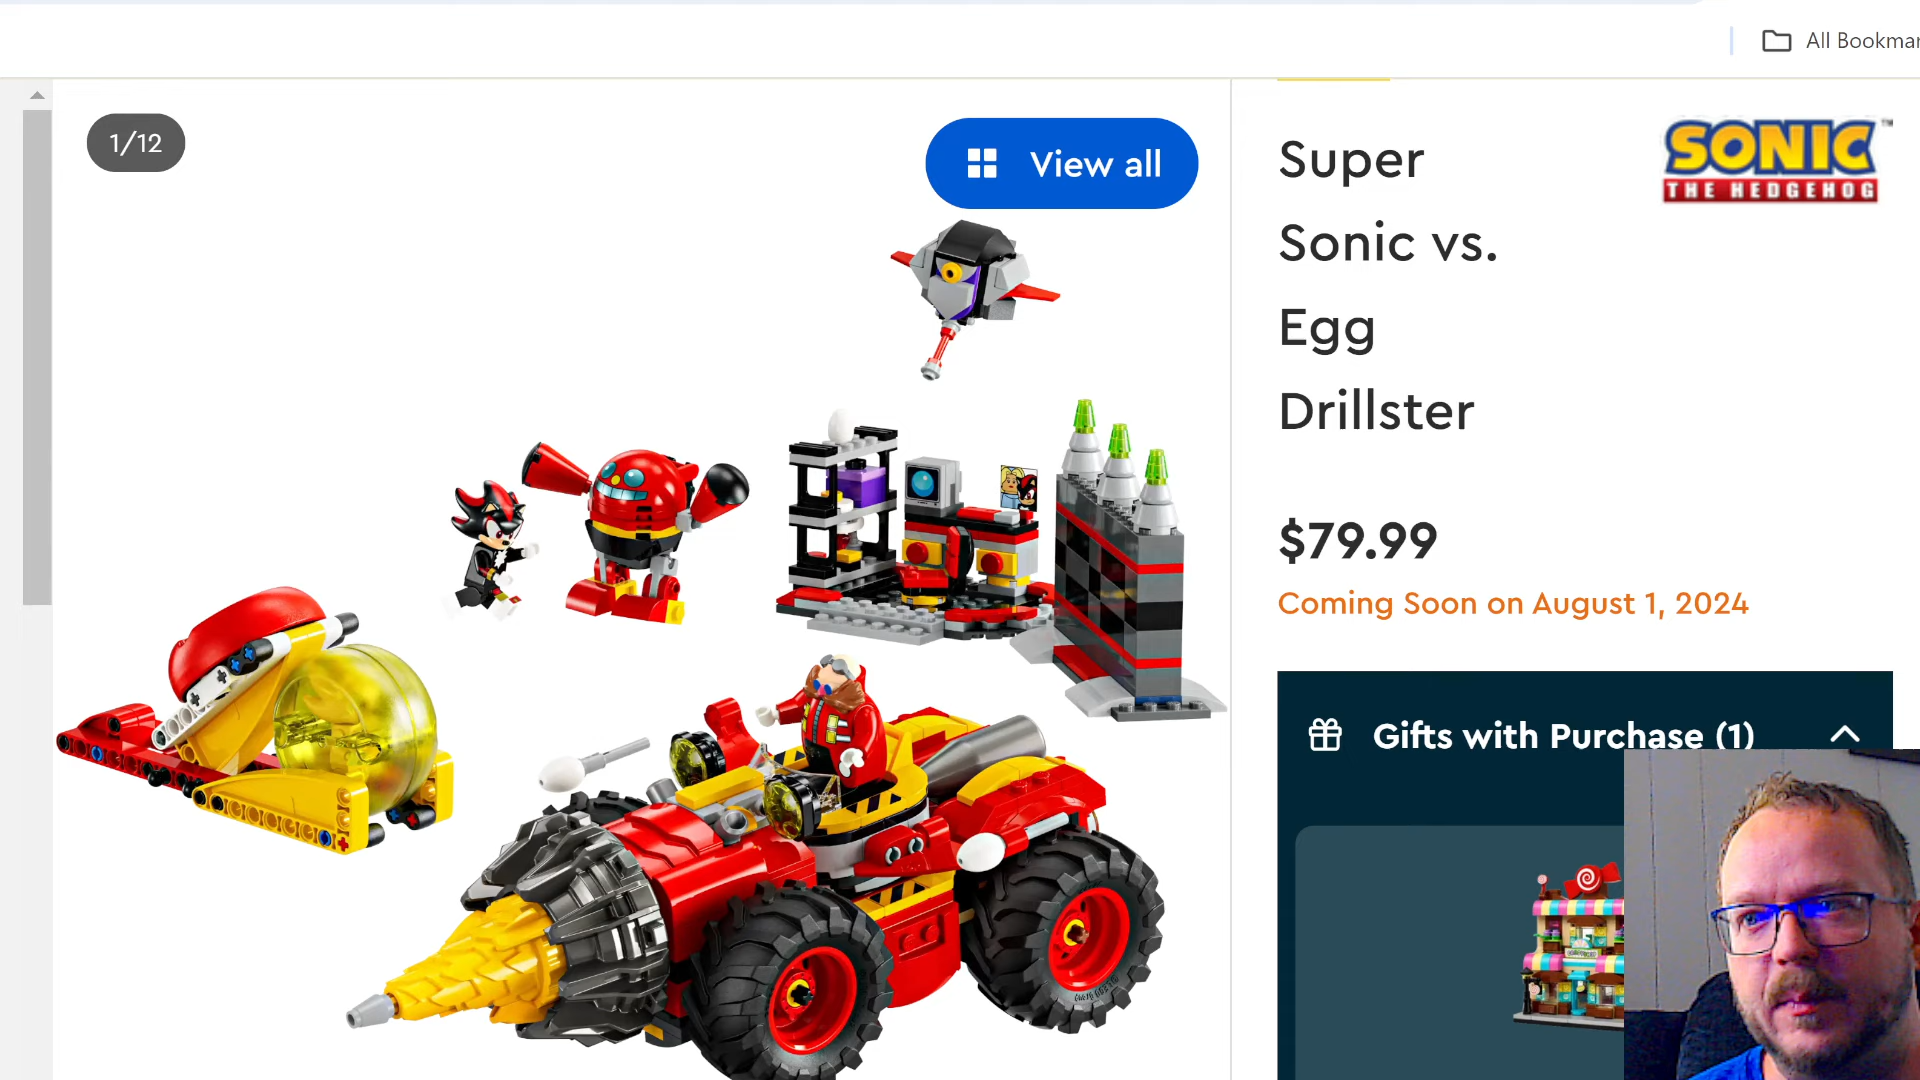 All Bookmar
1/12
View all
Super
Sonic vs.
Egg
Drillster
SONIC ™
THE HEDGEHOG
$79.99
Coming Soon on August 1, 2024
Gifts with Purchase (1)